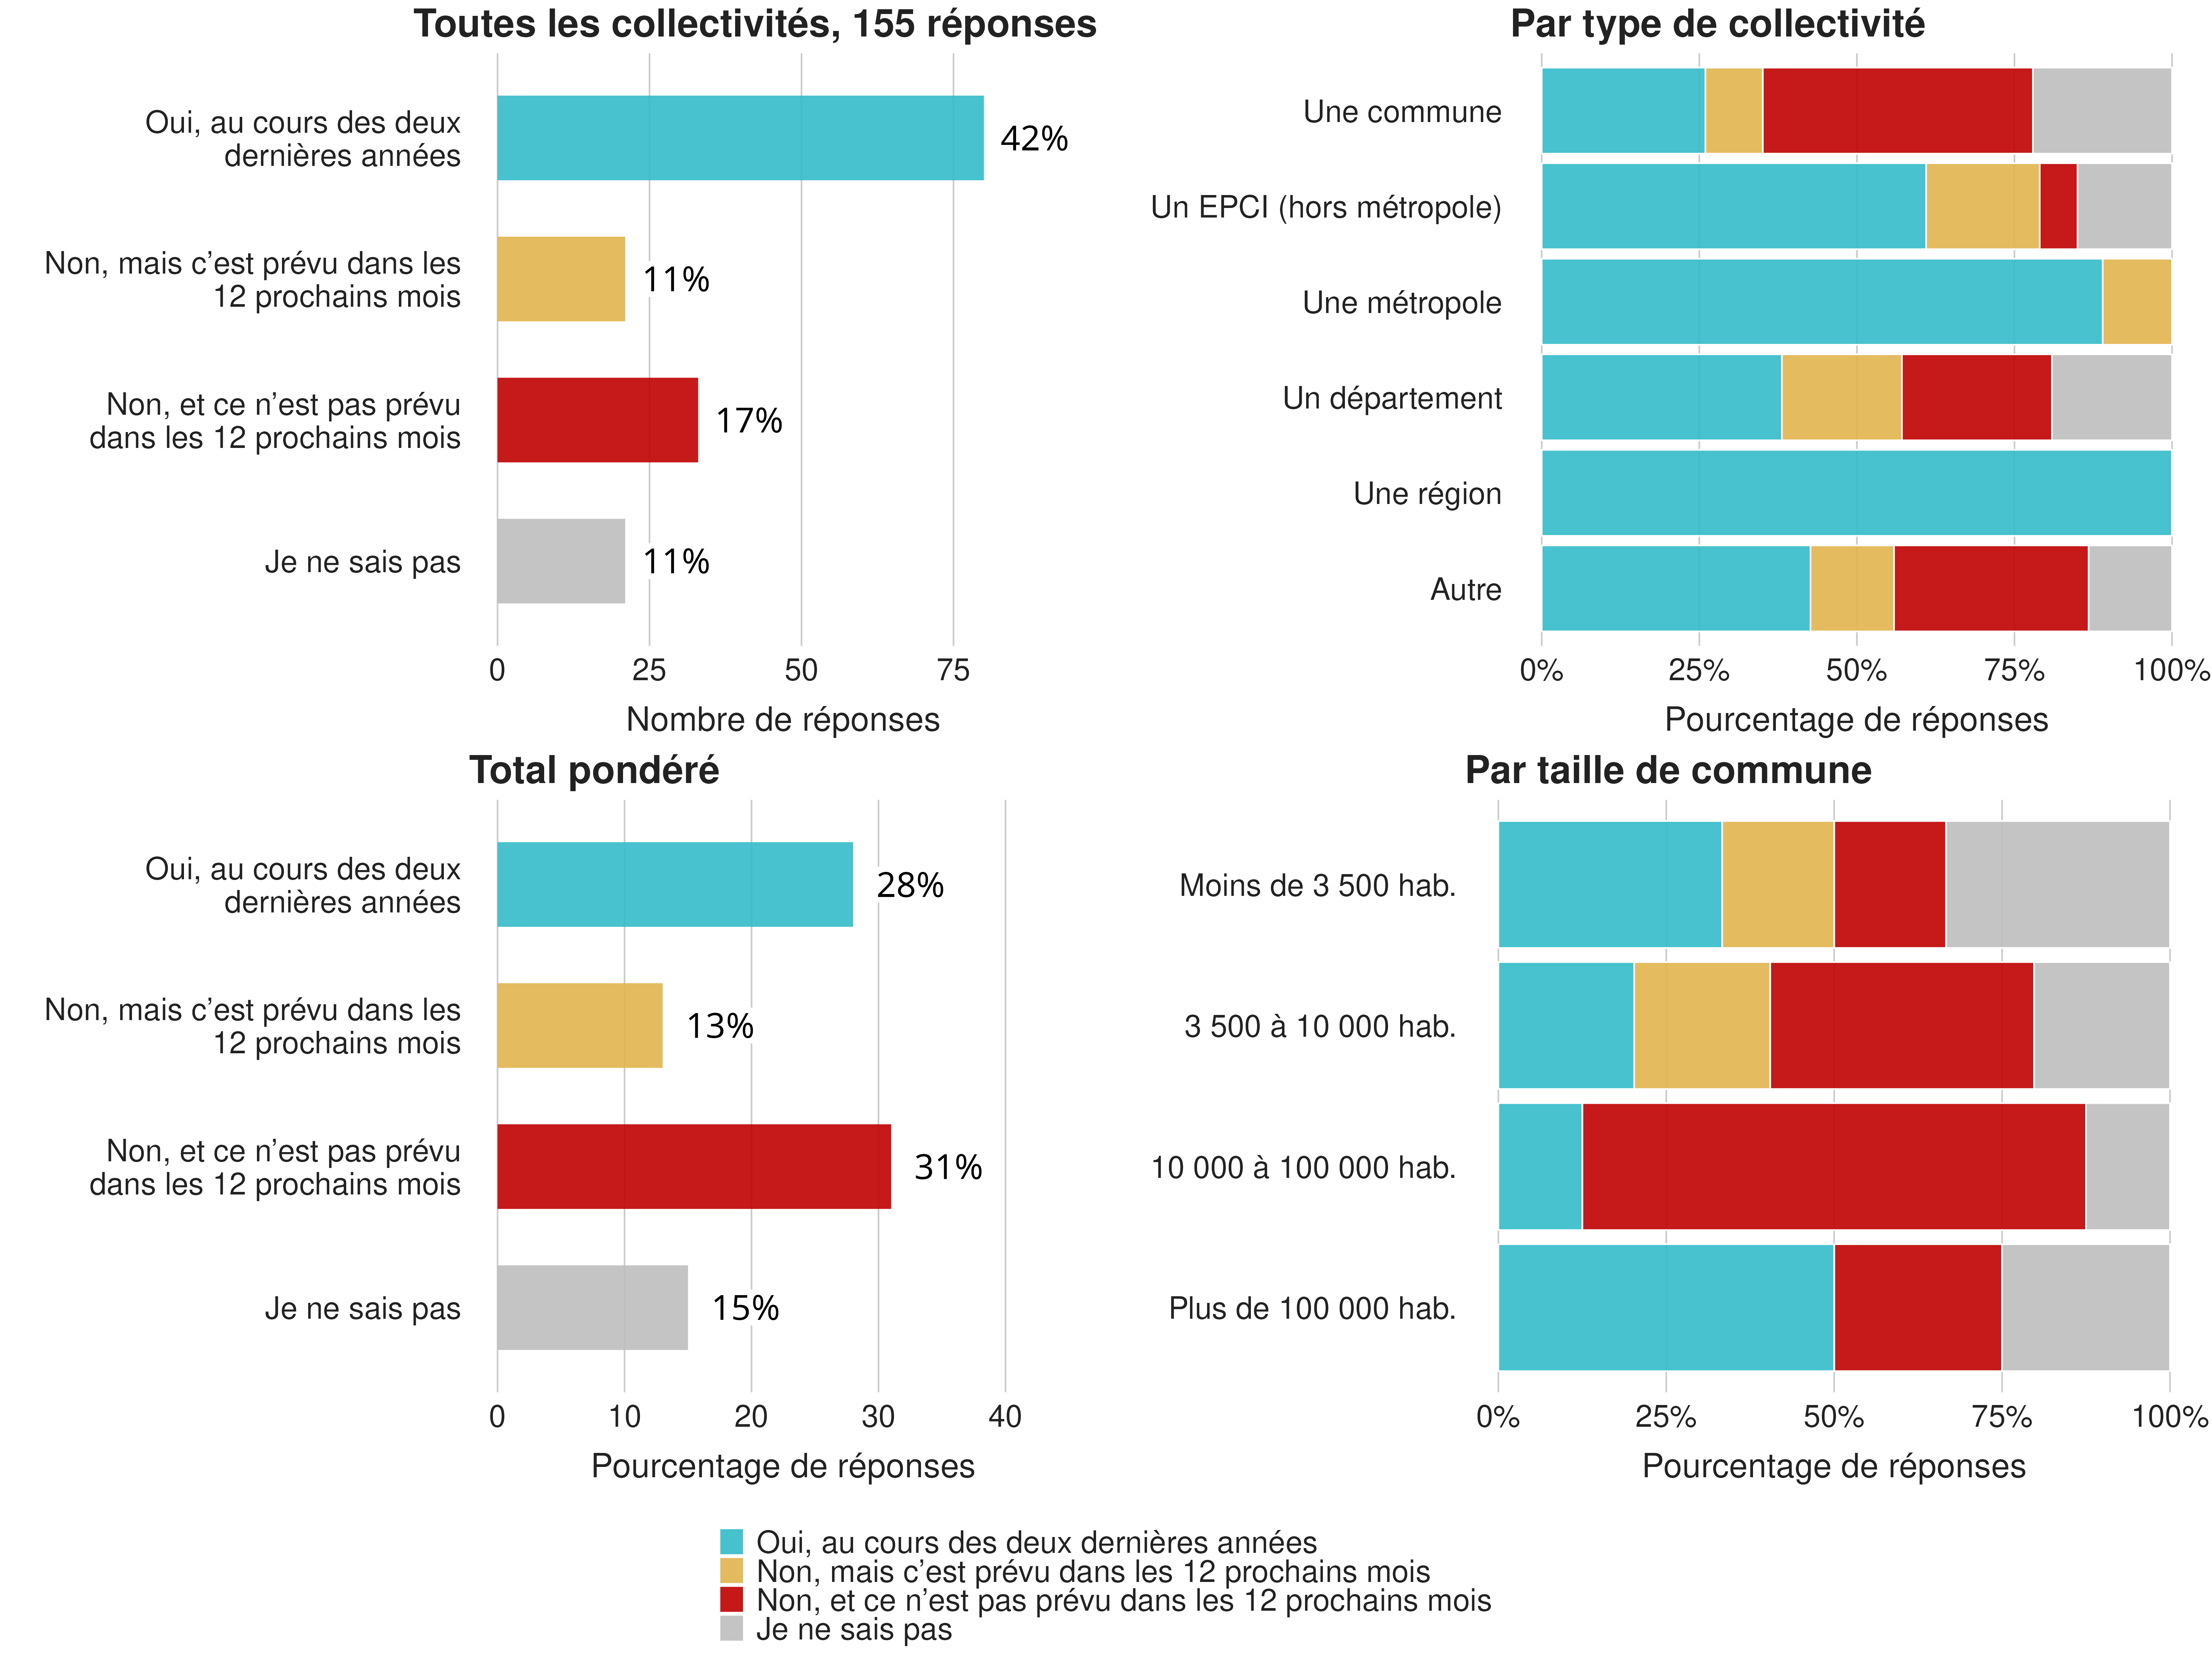 Toutes les collectivités, 155 réponses
Oui, au cours des deux
dernières années
42%
Non, mais c’est prévu dans les
12 prochains mois
11%
Non, et ce n’est pas prévu
dans les 12 prochains mois
17%
Je ne sais pas
11%
0 25 50 75
Nombre de réponses
Par type de collectivité
Une commune
Un EPCI (hors métropole)
Une métropole
Un département
Une région
Autre
0% 25% 50% 75% 100%
Pourcentage de réponses
Total pondéré
Oui, au cours des deux
dernières années
28%
Non, mais c’est prévu dans les
12 prochains mois
13%
Non, et ce n’est pas prévu
dans les 12 prochains mois
31%
Je ne sais pas
15%
0 10 20 30 40
Pourcentage de réponses
Par taille de commune
Moins de 3 500 hab.
3 500 à 10 000 hab.
10 000 à 100 000 hab.
Plus de 100 000 hab.
0% 25% 50% 75% 100%
Pourcentage de réponses
Oui, au cours des deux dernières années
Non, mais c’est prévu dans les 12 prochains mois
Non, et ce n’est pas prévu dans les 12 prochains mois
Je ne sais pas